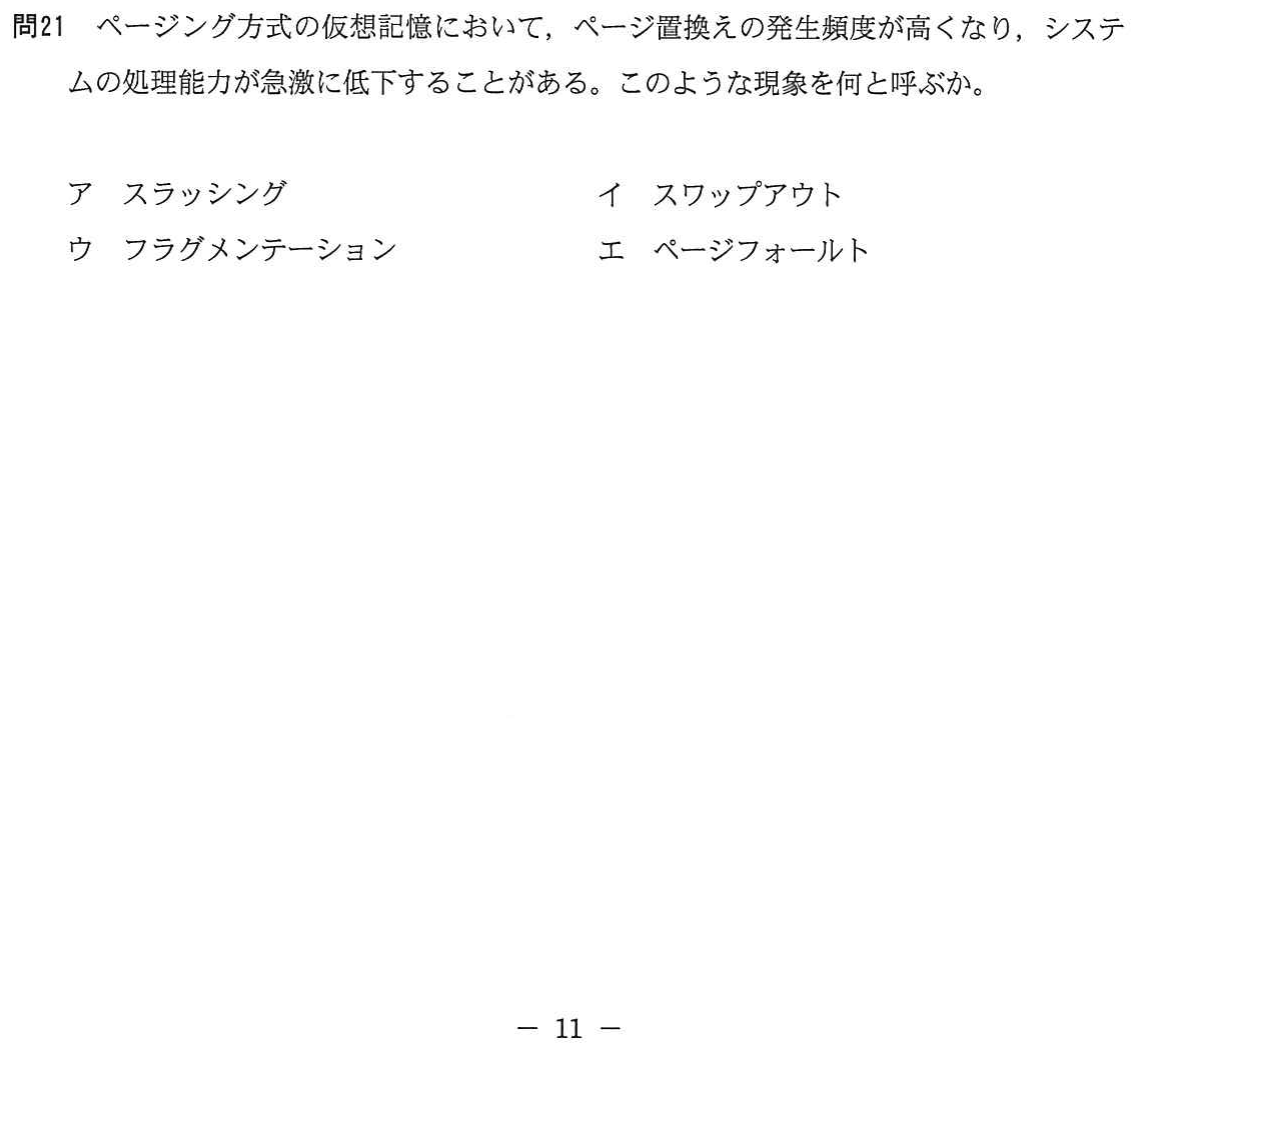 問21　ページング方式の仮想記憶において，ページ置換えの発生頻度が高くなり，システ
ムの処理能力が急激に低下することがある。このような現象を何と呼ぶか。
ア　スラッシング　イ　スワップアウト
ウ　フラグメンテーション　エ　ページフォールト
－ 11 －